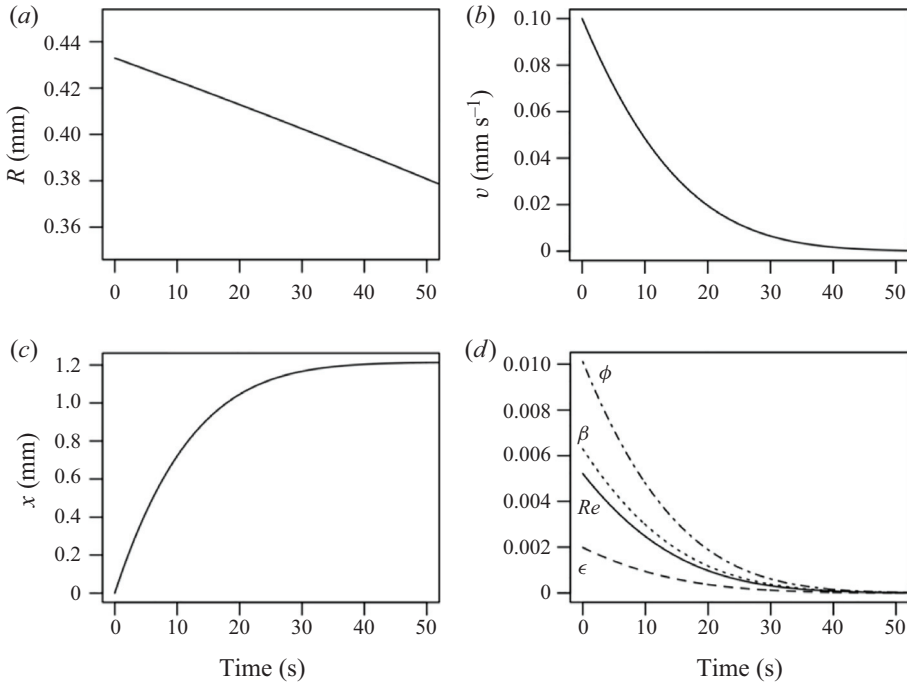 (a)
0.44
0.42
0.40
0.38
0.36
R (mm)
0 10 20 30 40 50
(b)
0.10
0.08
0.06
0.04
0.02
0
v (mm s−1)
0 10 20 30 40 50
(c)
1.2
1.0
0.8
0.6
0.4
0.2
0
x (mm)
0 10 20 30 40 50
Time (s)
(d)
0.010
0.008
0.006
0.004
0.002
0
ϕ
β
Re
ϵ
0 10 20 30 40 50
Time (s)